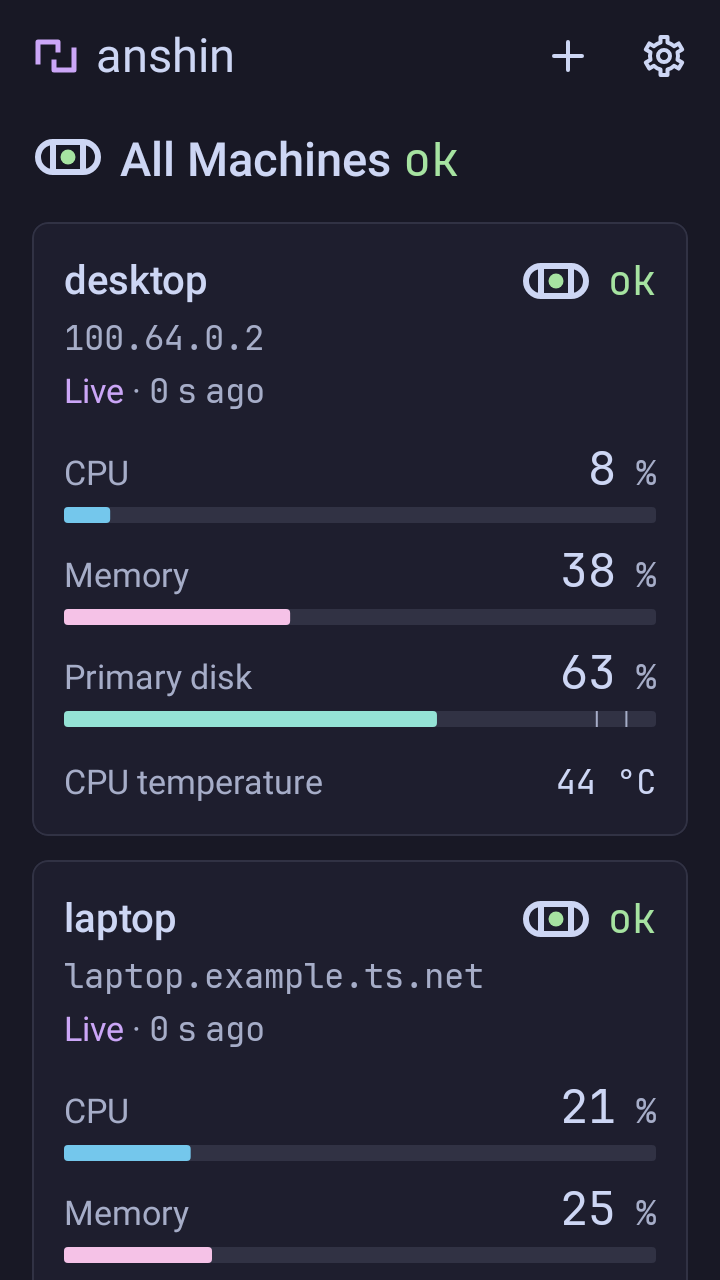 anshin
All Machines ok
desktop ok
100.64.0.2
Live · 0 s ago
CPU 8 %
Memory 38 %
Primary disk 63 %
CPU temperature 44 °C
laptop ok
laptop.example.ts.net
Live · 0 s ago
CPU 21 %
Memory 25 %